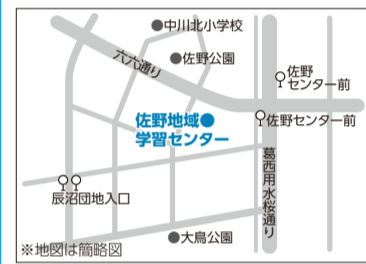 中川北小学校
六六通り
佐野公園
佐野
センター前
佐野地域
学習センター
佐野センター前
葛西用水桜通り
辰沼団地入口
大鳥公園
※地図は簡略図